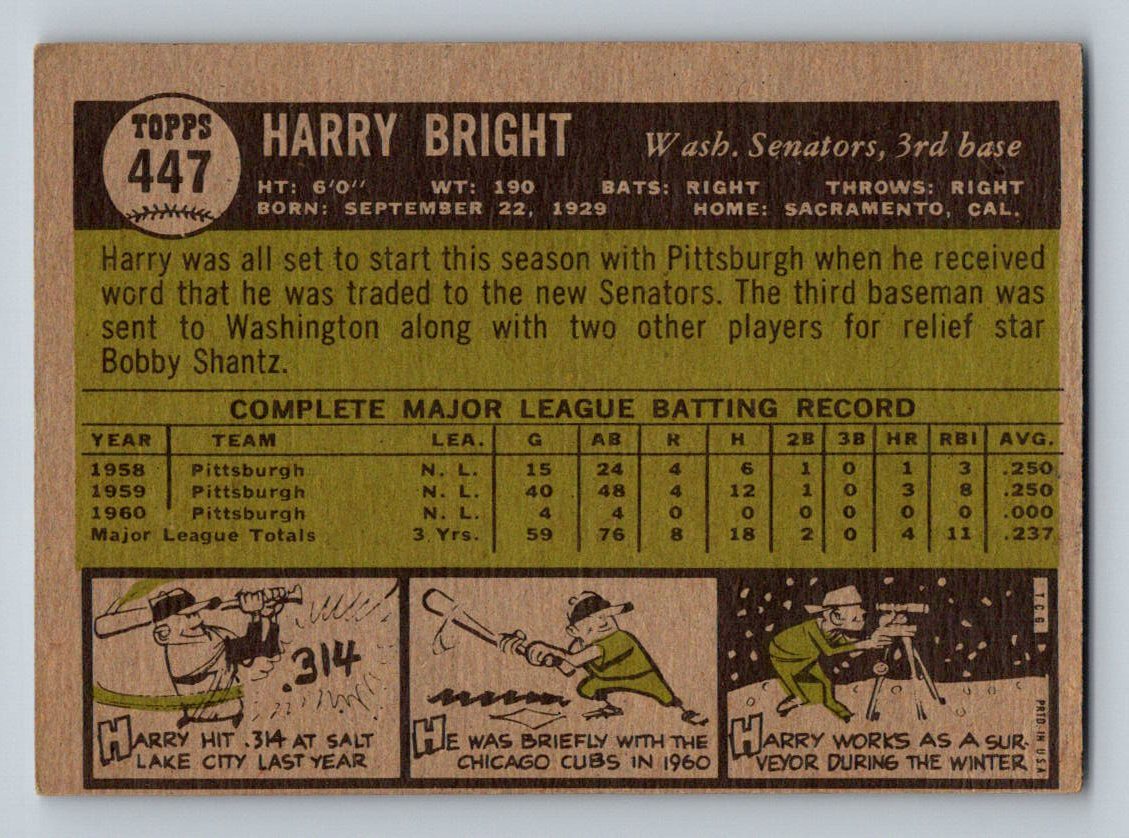 TOPPS
447
HARRY BRIGHT
Wash. Senators, 3rd base
HT: 6'0" WT: 190 BATS: RIGHT THROWS: RIGHT
BORN: SEPTEMBER 22, 1929 HOME: SACRAMENTO, CAL.
Harry was all set to start this season with Pittsburgh when he received
word that he was traded to the new Senators. The third baseman was
sent to Washington along with two other players for relief star
Bobby Shantz.
COMPLETE MAJOR LEAGUE BATTING RECORD
YEAR TEAM LEA. G AB R H 2B 3B HR RBI AVG.
1958 Pittsburgh N. L. 15 24 4 6 1 0 1 3 .250
1959 Pittsburgh N. L. 40 48 4 12 1 0 3 8 .250
1960 Pittsburgh N. L. 4 4 0 0 0 0 0 0 .000
Major League Totals 3 Yrs. 59 76 8 18 2 0 4 11 .237
.314
HARRY HIT .314 AT SALT
LAKE CITY LAST YEAR
HE WAS BRIEFLY WITH THE
CHICAGO CUBS IN 1960
HARRY WORKS AS A SUR-
VEYOR DURING THE WINTER
T.C.G.
PRTD IN U.S.A.